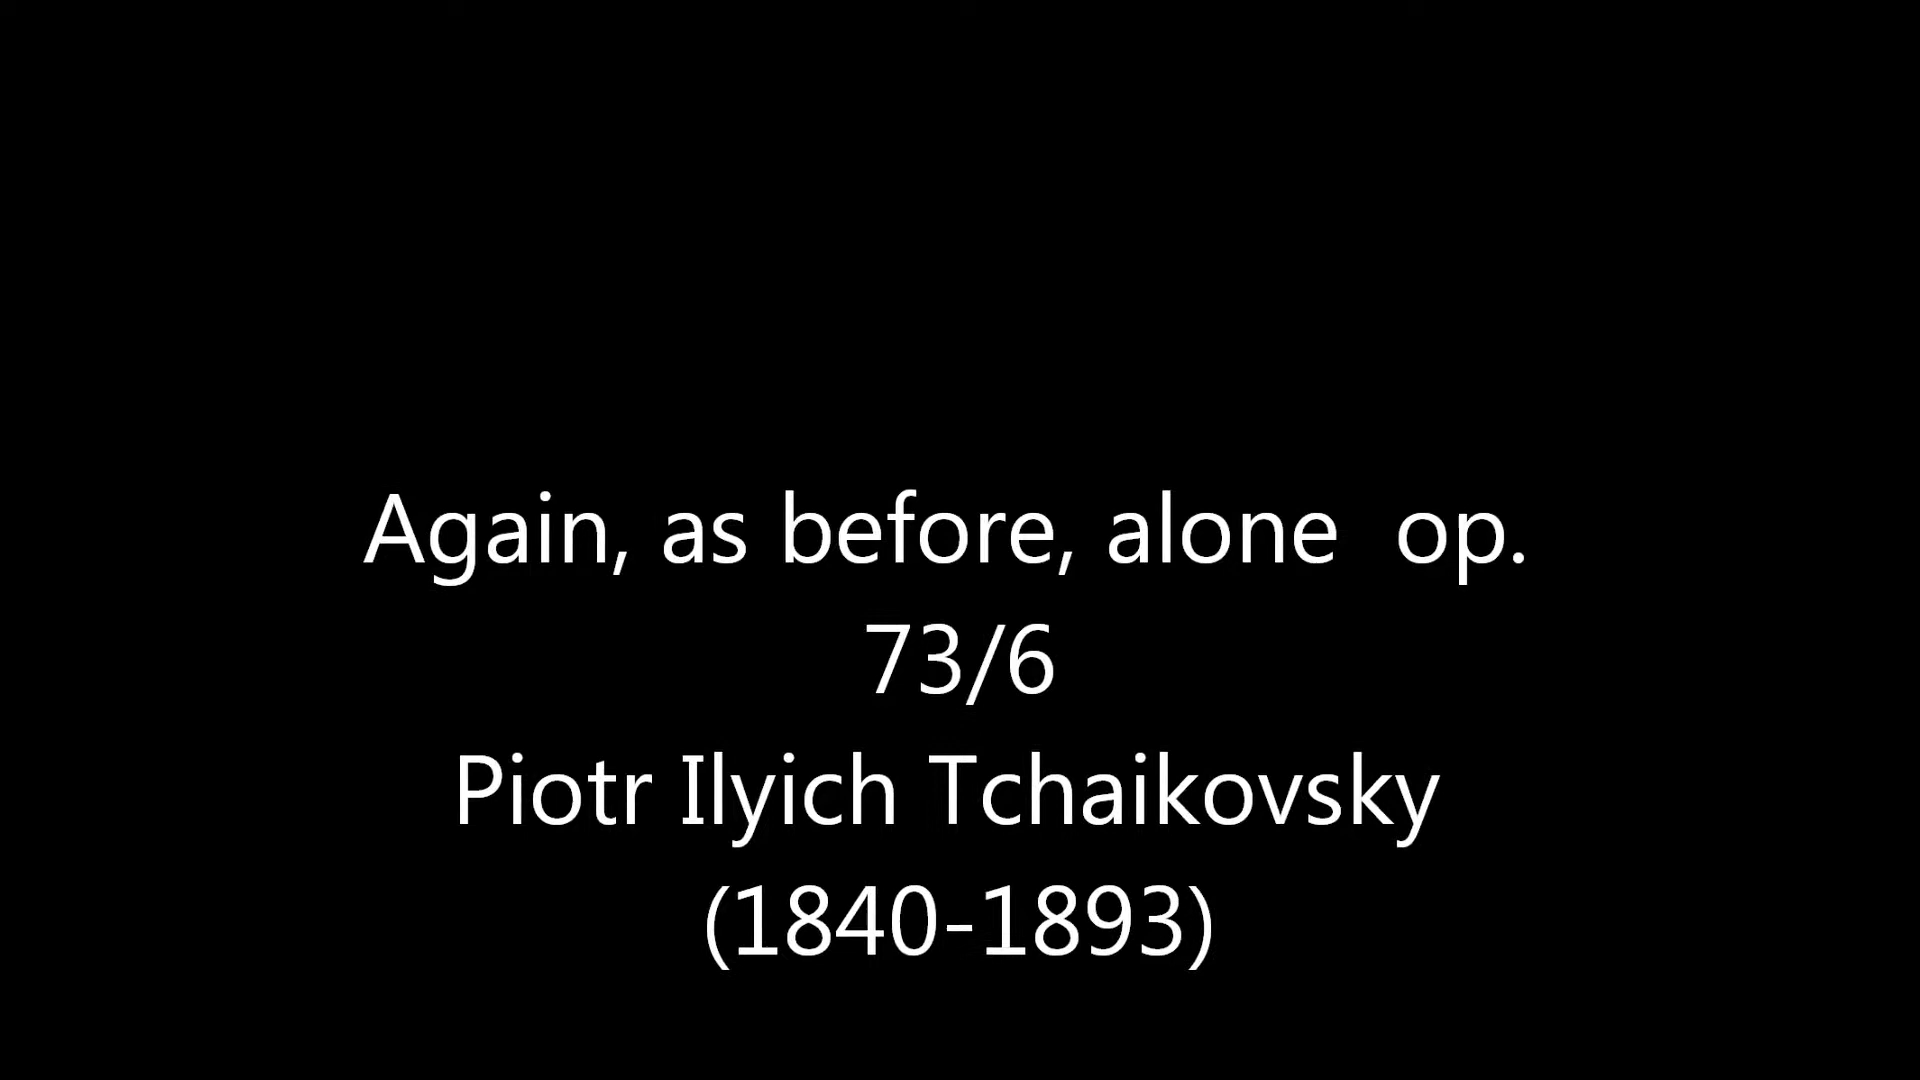 Again, as before, alone  op.
73/6
Piotr Ilyich Tchaikovsky
(1840-1893)